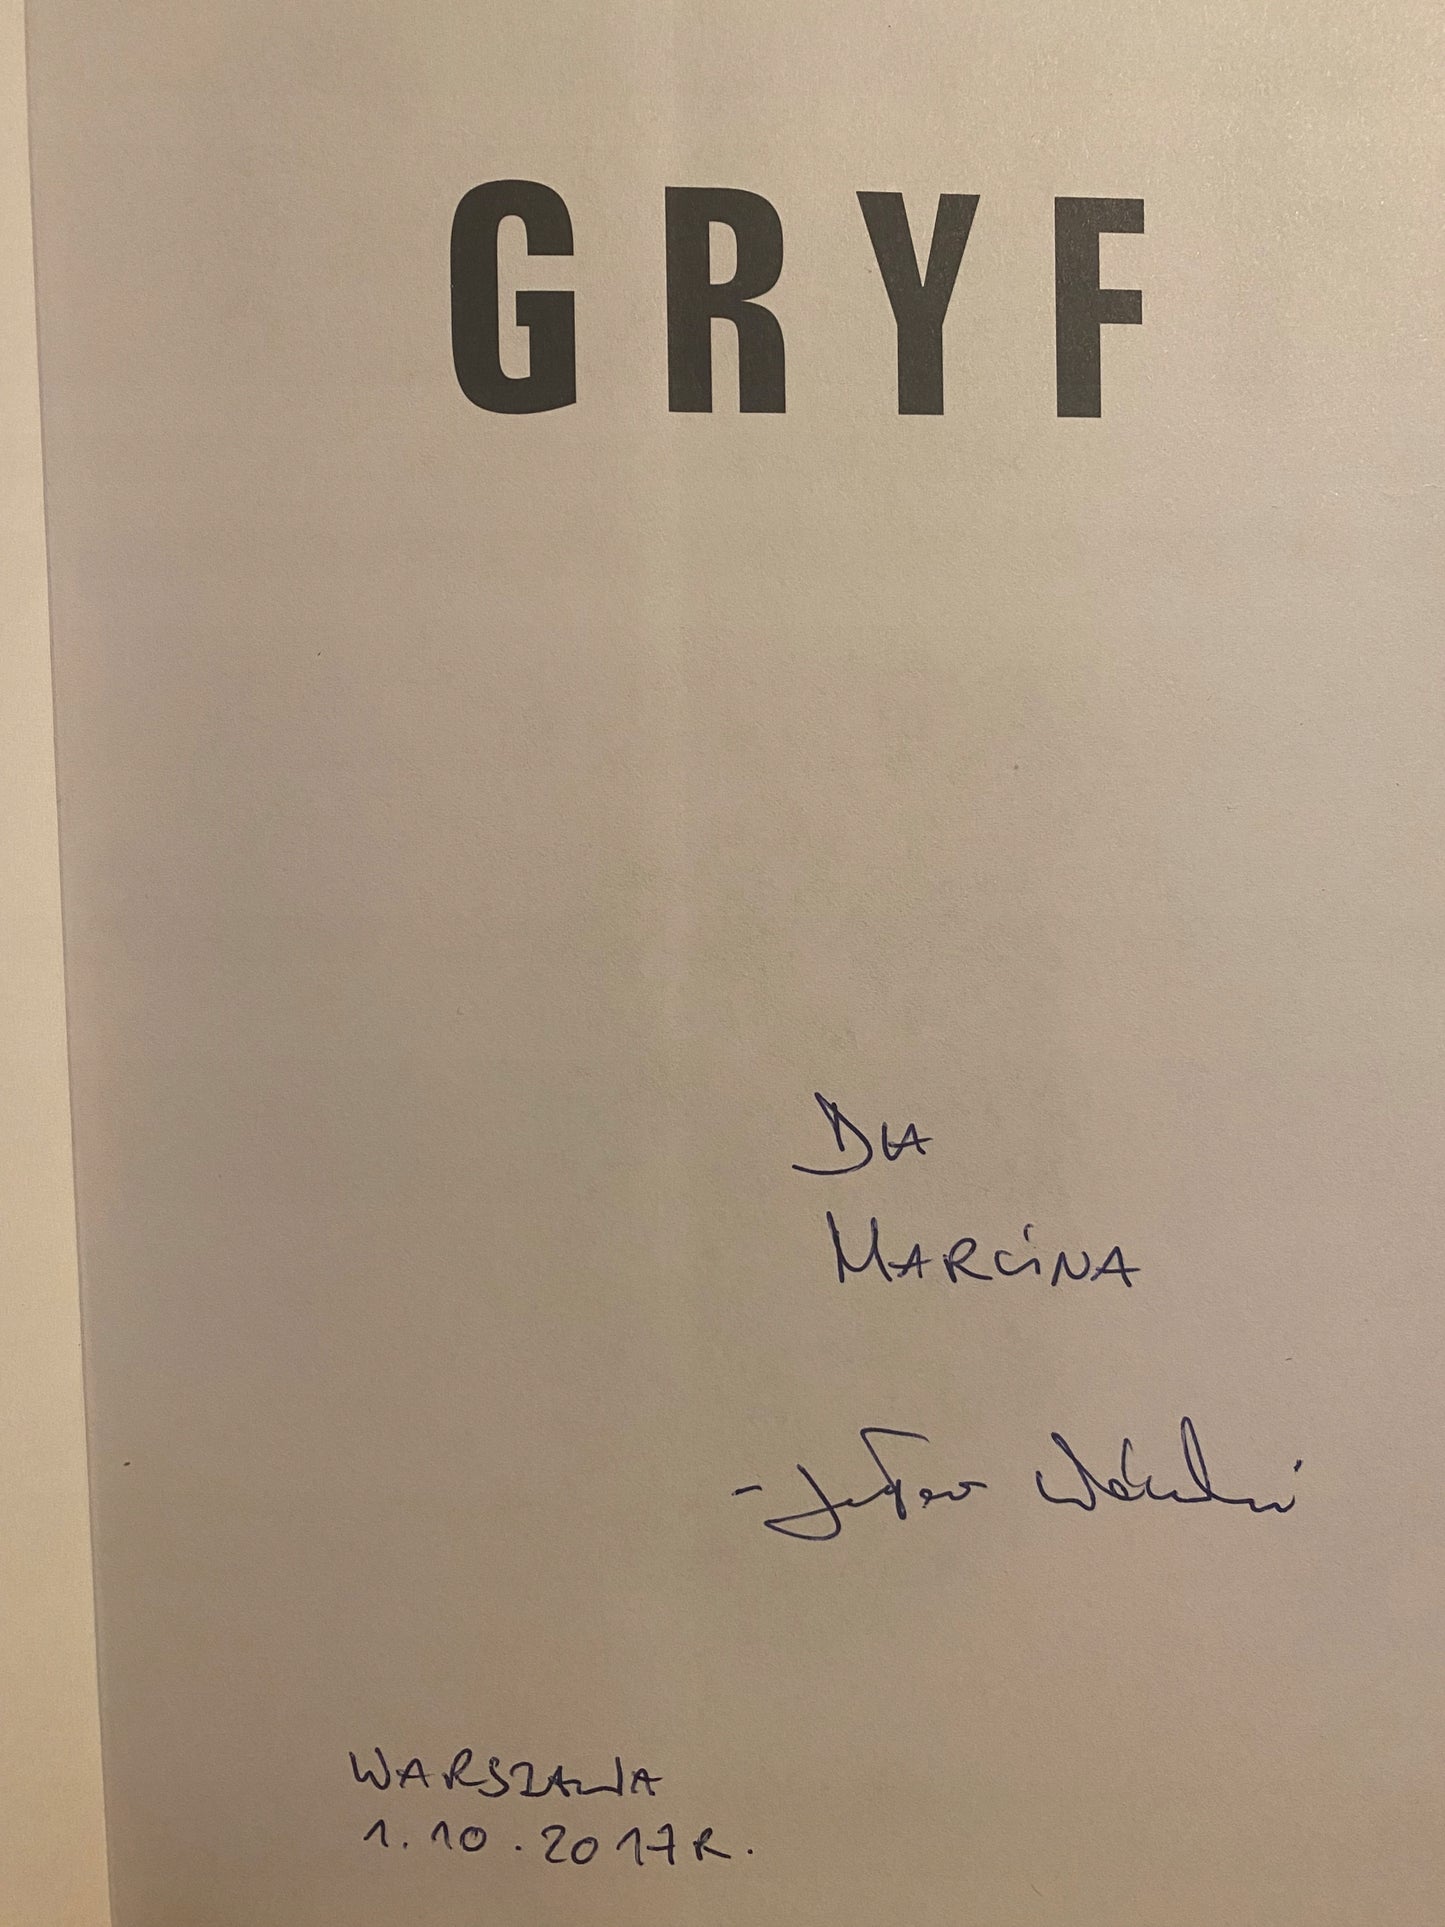 GRYF
Dla
MARCINA
WARSZAWA
1.10.2017R.